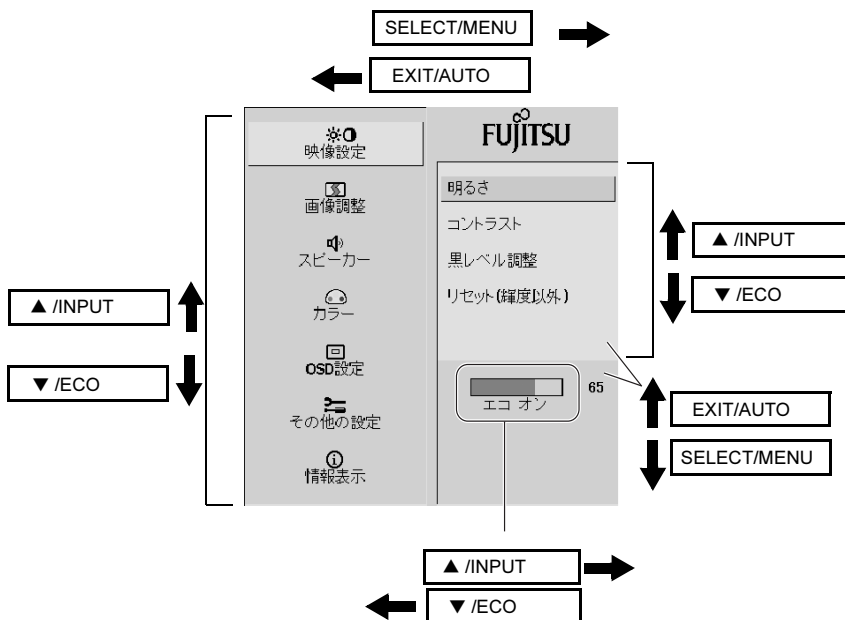 SELECT/MENU
EXIT/AUTO
映像設定
画像調整
スピーカー
カラー
OSD設定
その他の設定
情報表示
FUJITSU
明るさ
コントラスト
黒レベル調整
リセット(輝度以外)
65
エコ オン
▲ /INPUT
▼ /ECO
▲ /INPUT
▼ /ECO
EXIT/AUTO
SELECT/MENU
▲ /INPUT
▼ /ECO